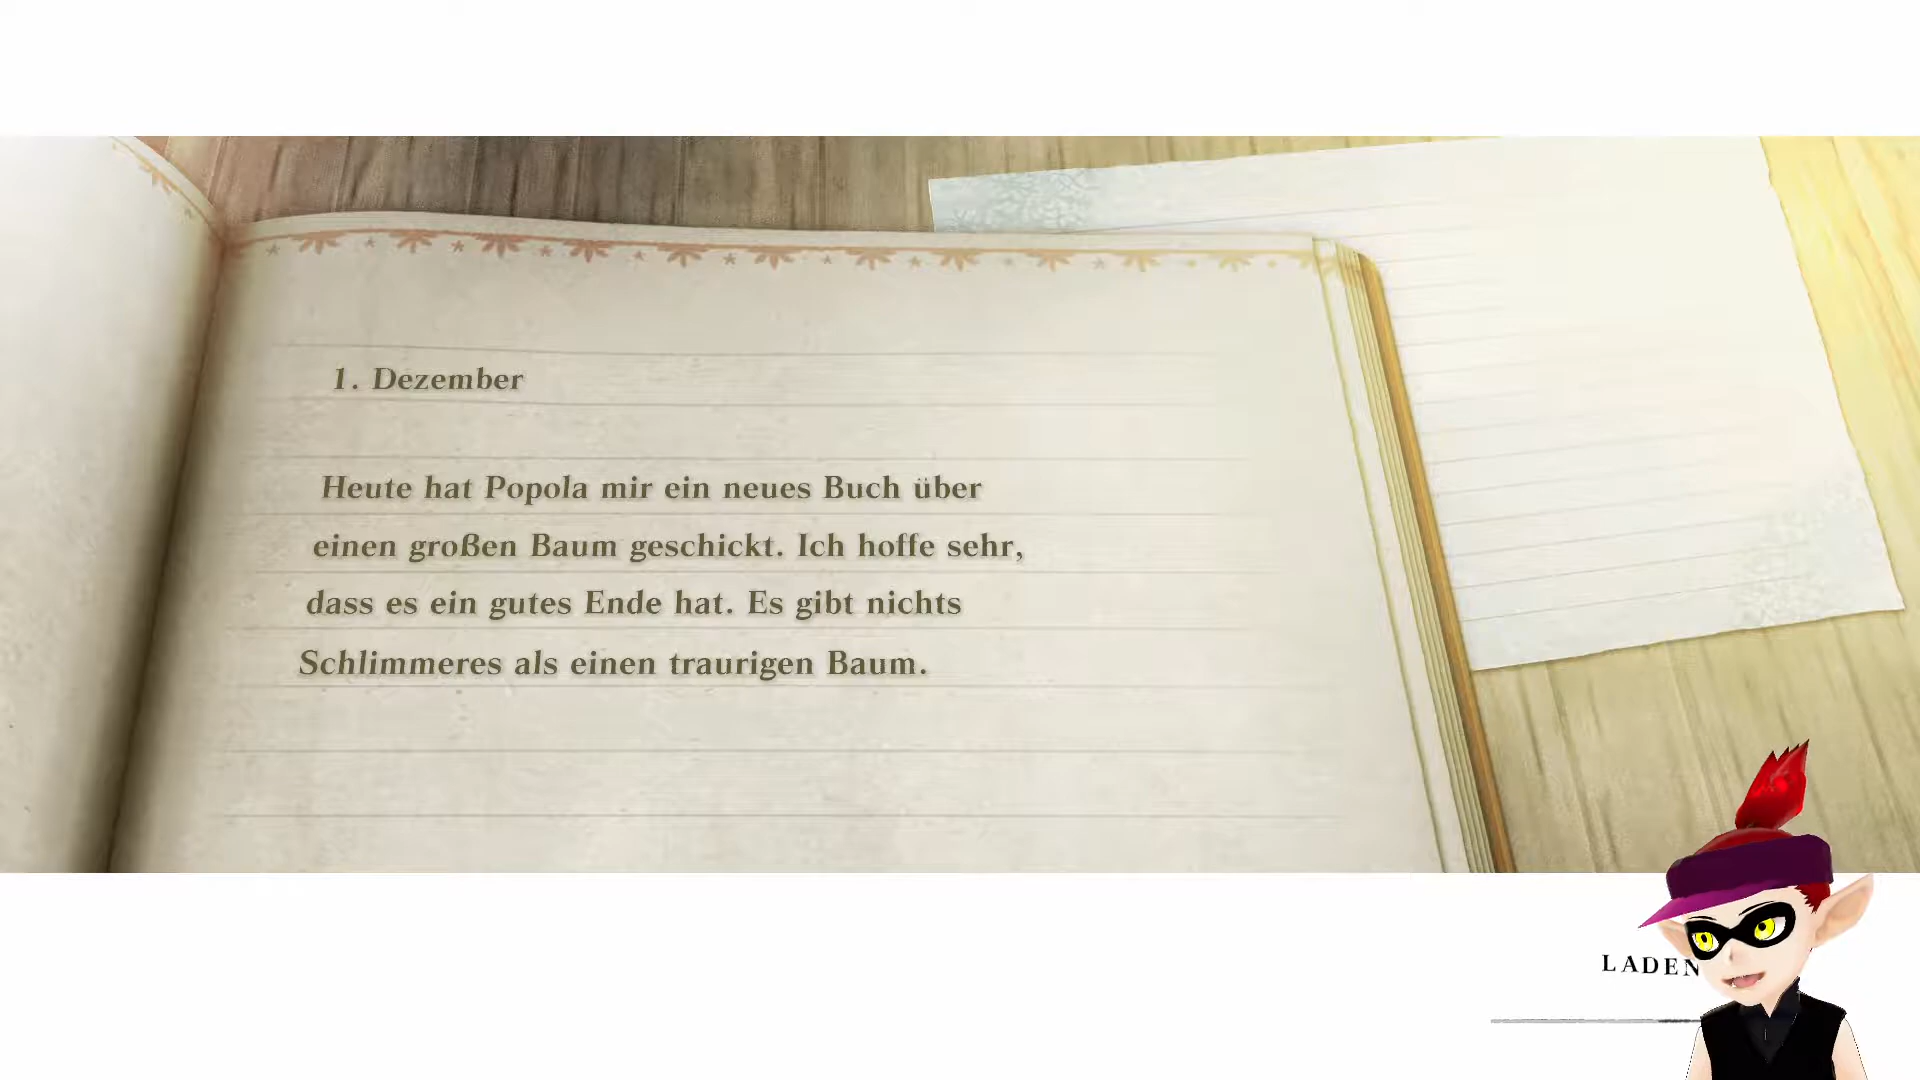 1. Dezember
Heute hat Popola mir ein neues Buch über
einen großen Baum geschickt. Ich hoffe sehr,
dass es ein gutes Ende hat. Es gibt nichts
Schlimmeres als einen traurigen Baum.
LADEN